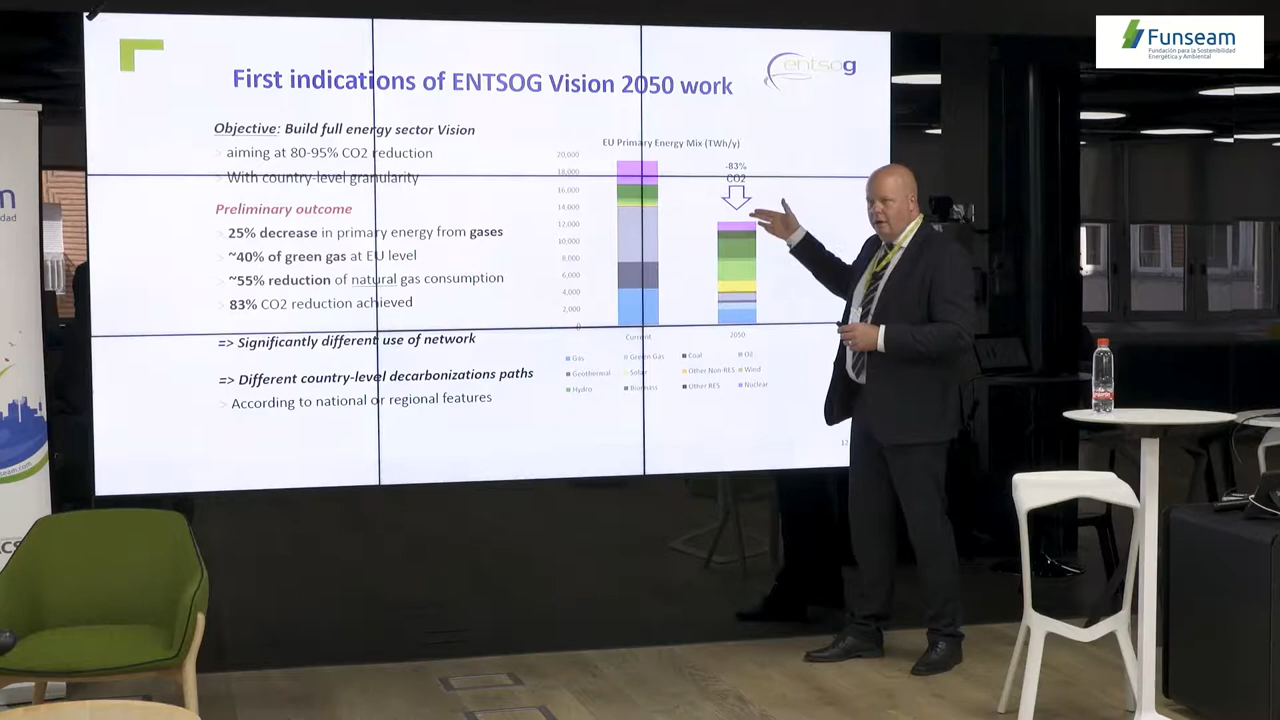 Funseam
Fundación para la Sostenibilidad
Energética y Ambiental
entsog
First indications of ENTSOG Vision 2050 work
Objective: Build full energy sector Vision
aiming at 80-95% CO2 reduction
With country-level granularity
Preliminary outcome
25% decrease in primary energy from gases
~40% of green gas at EU level
~55% reduction of natural gas consumption
83% CO2 reduction achieved
=> Significantly different use of network
=> Different country-level decarbonizations paths
According to national or regional features
EU Primary Energy Mix (TWh/y)
20,000
18,000
16,000
14,000
12,000
10,000
8,000
6,000
4,000
2,000
0
-83%
CO2
Current
2050
Gas
Green Gas
Coal
Geothermal
Solar
Other Non-RES
Wind
Hydro
Biomass
Other RES
Nuclear
12